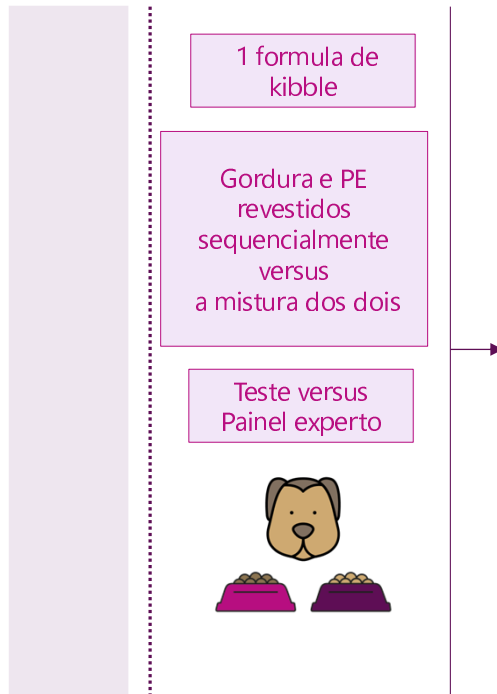 1 formula de
kibble
Gordura e PE
revestidos
sequencialmente
versus
a mistura dos dois
Teste versus
Painel experto